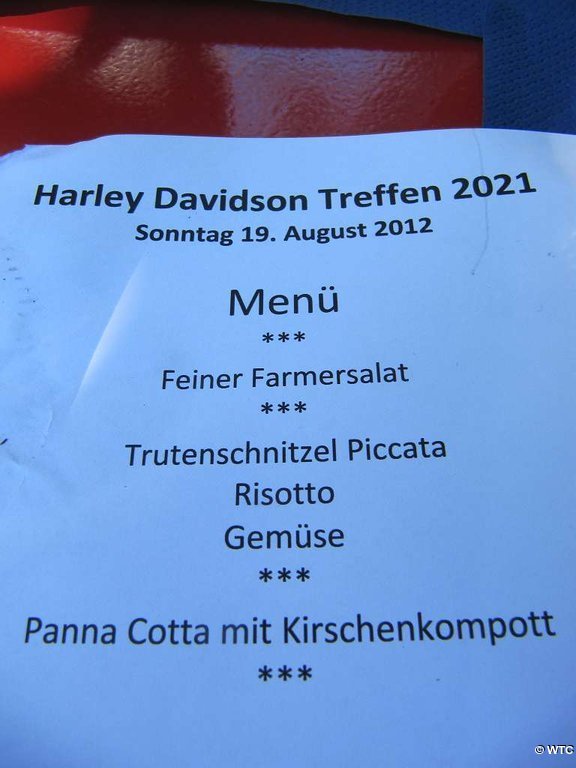 Harley Davidson Treffen 2021
Sonntag 19. August 2012
Menü
***
Feiner Farmersalat
***
Trutenschnitzel Piccata
Risotto
Gemüse
***
Panna Cotta mit Kirschenkompott
***
© WTC